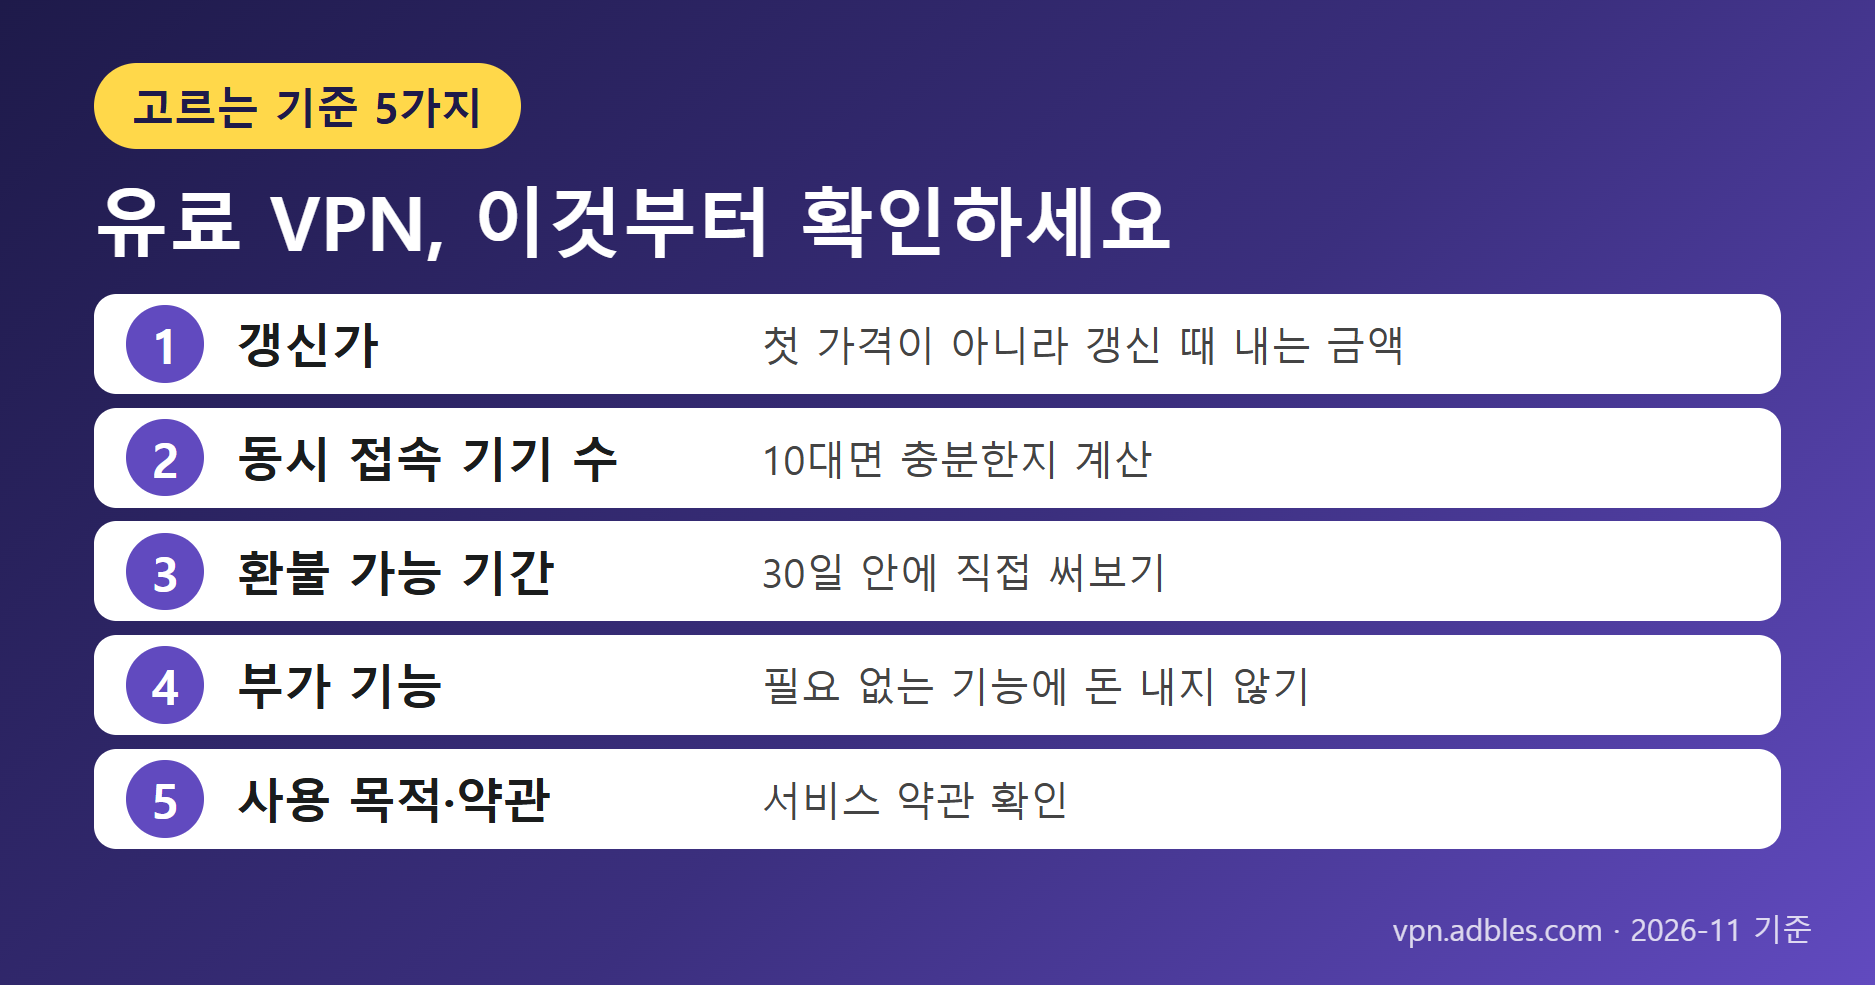 고르는 기준 5가지
유료 VPN, 이것부터 확인하세요
1 갱신가 첫 가격이 아니라 갱신 때 내는 금액
2 동시 접속 기기 수 10대면 충분한지 계산
3 환불 가능 기간 30일 안에 직접 써보기
4 부가 기능 필요 없는 기능에 돈 내지 않기
5 사용 목적·약관 서비스 약관 확인
vpn.adbles.com · 2026-11 기준